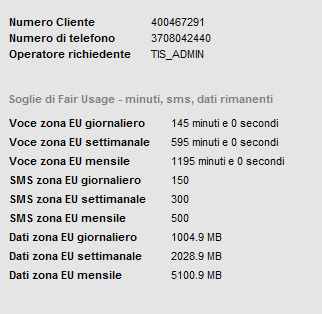 Numero Cliente 400467291
Numero di telefono 3708042440
Operatore richiedente TIS_ADMIN
Soglie di Fair Usage - minuti, sms, dati rimanenti
Voce zona EU giornaliero 145 minuti e 0 secondi
Voce zona EU settimanale 595 minuti e 0 secondi
Voce zona EU mensile 1195 minuti e 0 secondi
SMS zona EU giornaliero 150
SMS zona EU settimanale 300
SMS zona EU mensile 500
Dati zona EU giornaliero 1004.9 MB
Dati zona EU settimanale 2028.9 MB
Dati zona EU mensile 5100.9 MB